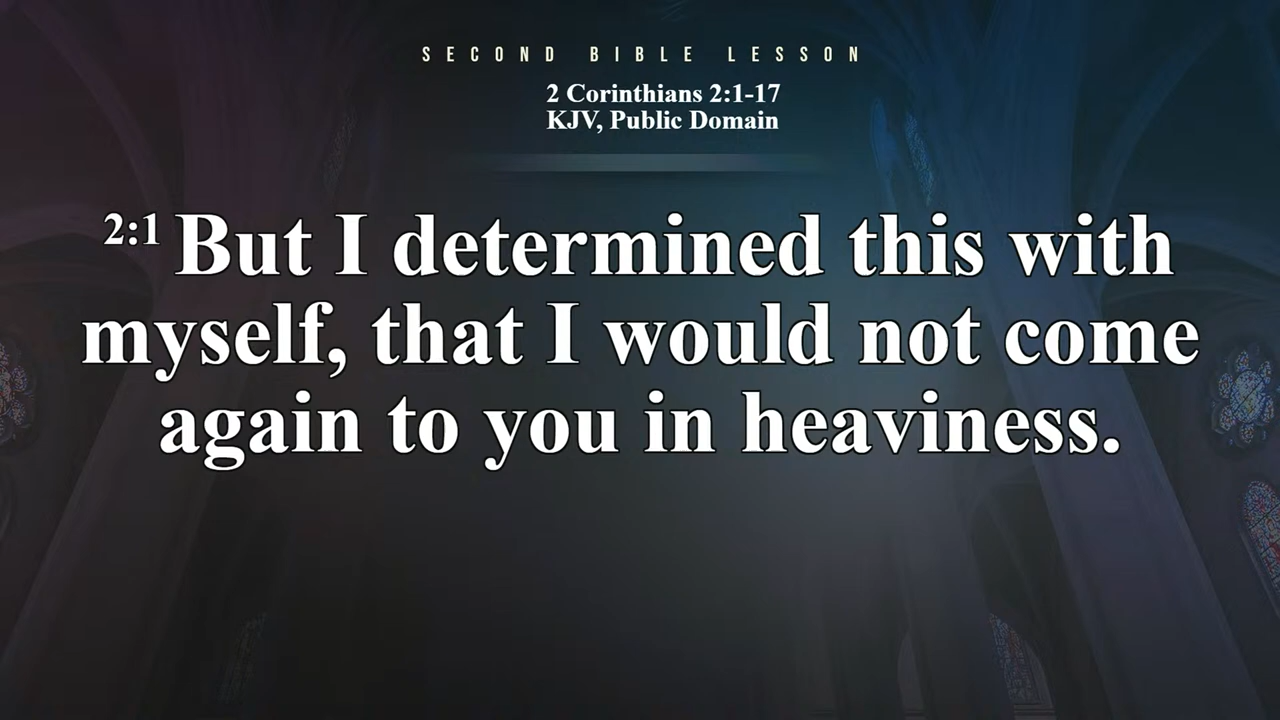 SECOND BIBLE LESSON
2 Corinthians 2:1-17
KJV, Public Domain
2:1 But I determined this with
myself, that I would not come
again to you in heaviness.